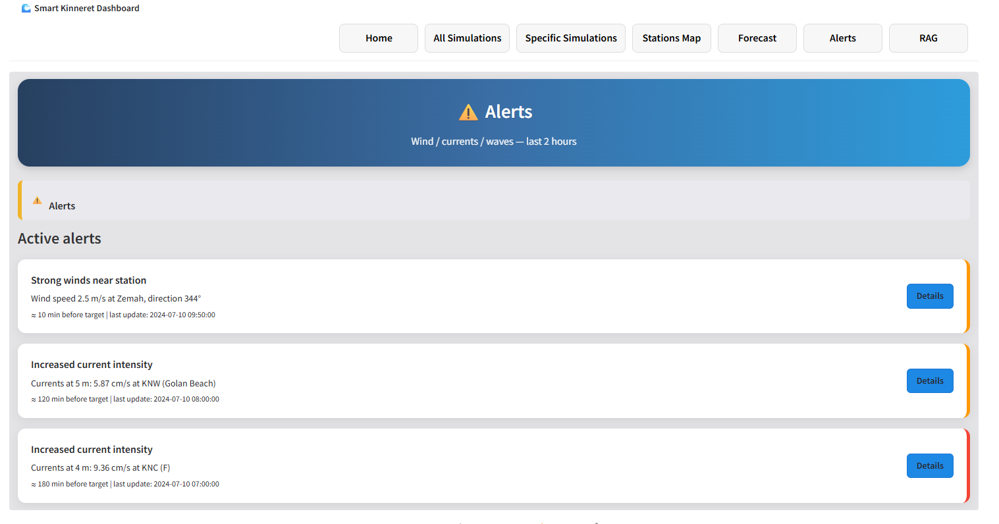 Smart Kinneret Dashboard
Home All Simulations Specific Simulations Stations Map Forecast Alerts RAG
Alerts
Wind / currents / waves — last 2 hours
Alerts
Active alerts
Strong winds near station
Wind speed 2.5 m/s at Zemah, direction 344°
≈ 10 min before target | last update: 2024-07-10 09:50:00
Details
Increased current intensity
Currents at 5 m: 5.87 cm/s at KNW (Golan Beach)
≈ 120 min before target | last update: 2024-07-10 08:00:00
Details
Increased current intensity
Currents at 4 m: 9.36 cm/s at KNC (F)
≈ 180 min before target | last update: 2024-07-10 07:00:00
Details